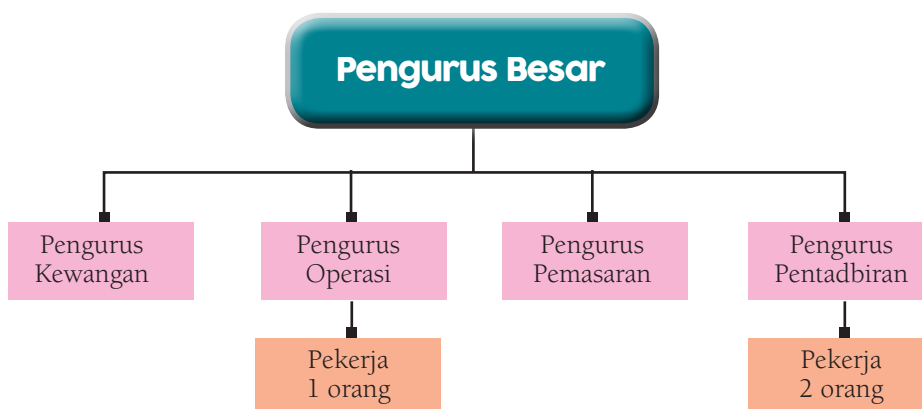 Pengurus Besar
Pengurus
Kewangan
Pengurus
Operasi
Pengurus
Pemasaran
Pengurus
Pentadbiran
Pekerja
1 orang
Pekerja
2 orang